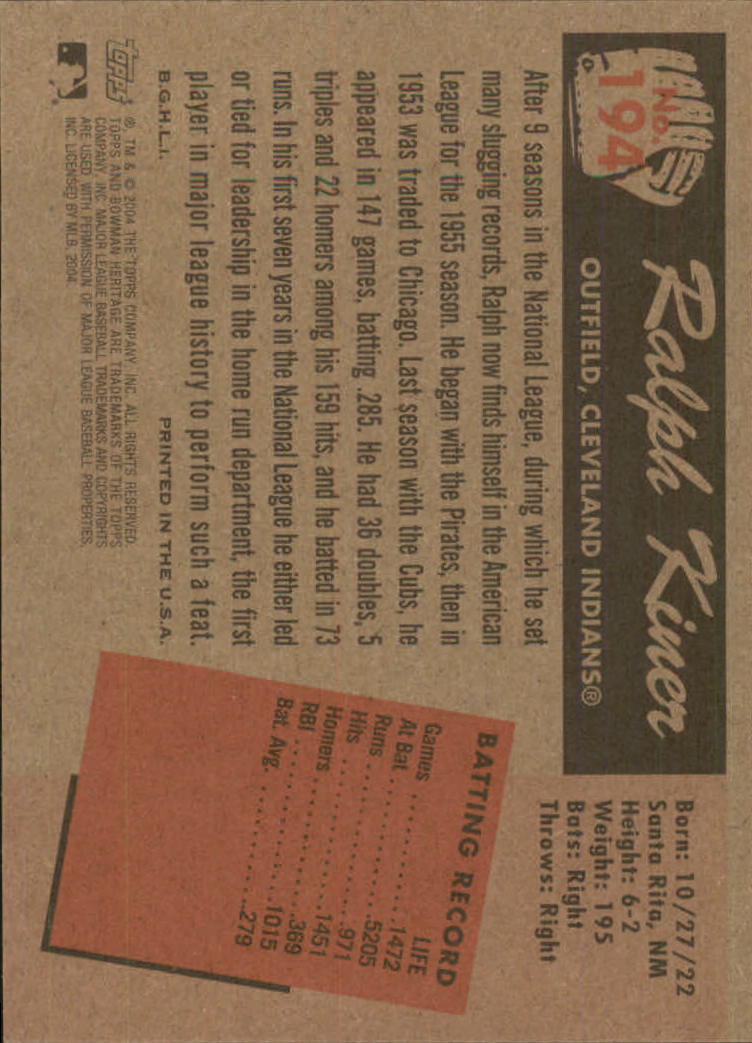 No.
194
Ralph Kiner
OUTFIELD, CLEVELAND INDIANS®
Born: 10/27/22
Santa Rita, NM
Height: 6-2
Weight: 195
Bats: Right
Throws: Right
After 9 seasons in the National League, during which he set
many slugging records, Ralph now finds himself in the American
League for the 1955 season. He began with the Pirates, then in
1953 was traded to Chicago. Last season with the Cubs, he
appeared in 147 games, batting .285. He had 36 doubles, 5
triples and 22 homers among his 159 hits, and he batted in 73
runs. In his first seven years in the National League he either led
or tied for leadership in the home run department, the first
player in major league history to perform such a feat.
B.G.H.L.I. PRINTED IN THE U.S.A.
TOPPS ® TM & © 2004 THE TOPPS COMPANY, INC. ALL RIGHTS RESERVED.
TOPPS AND BOWMAN HERITAGE ARE TRADEMARKS OF THE TOPPS
COMPANY, INC. MAJOR LEAGUE BASEBALL TRADEMARKS AND COPYRIGHTS
ARE USED WITH PERMISSION OF MAJOR LEAGUE BASEBALL PROPERTIES,
INC. LICENSED BY MLB 2004.
BATTING RECORD
LIFE
Games ..........1472
At Bat ..........5205
Runs ..........971
Hits ..........1451
Homers ..........369
RBI ..........1015
Bat. Avg. ..........279